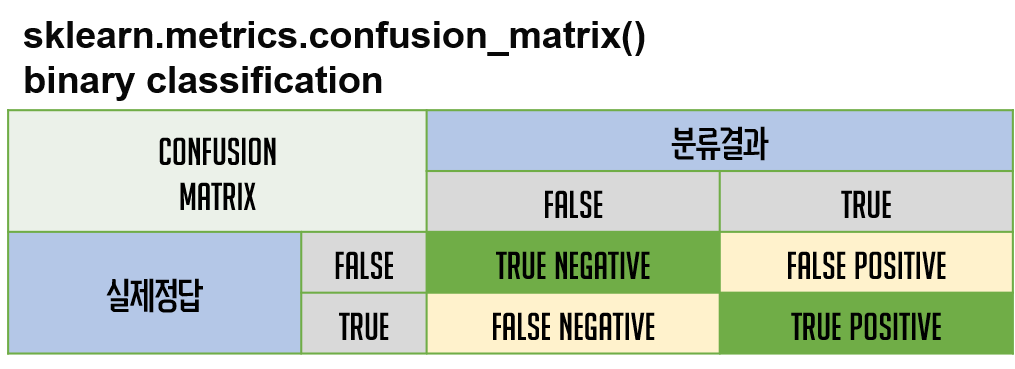 sklearn.metrics.confusion_matrix()
binary classification
CONFUSION
MATRIX
분류결과
FALSE
TRUE
실제정답
FALSE
TRUE NEGATIVE
FALSE POSITIVE
TRUE
FALSE NEGATIVE
TRUE POSITIVE